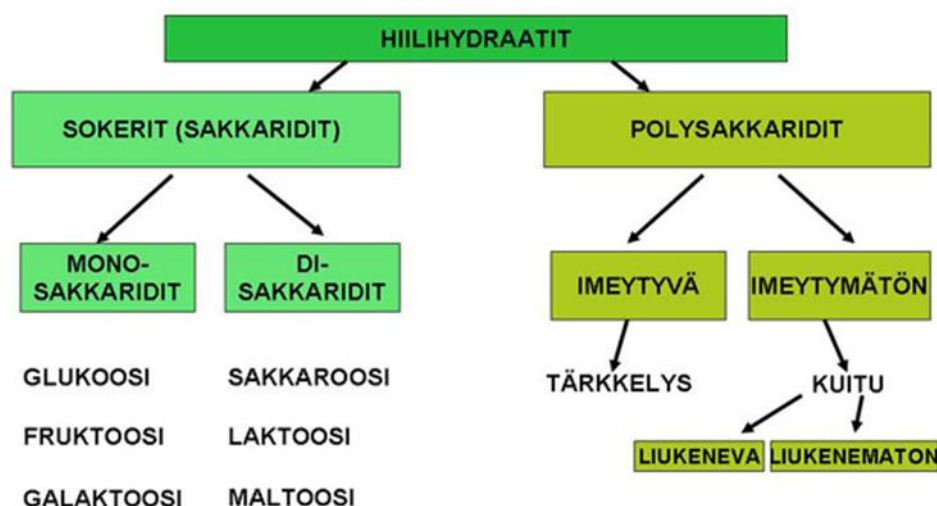 HIILIHYDRAATIT
SOKERIT (SAKKARIDIT)
POLYSAKKARIDIT
MONO-
SAKKARIDIT
DI-
SAKKARIDIT
IMEYTYVÄ
IMEYTYMÄTÖN
GLUKOOSI
SAKKAROOSI
TÄRKKELYS
KUITU
FRUKTOOSI
LAKTOOSI
LIUKENEVA
LIUKENEMATON
GALAKTOOSI
MALTOOSI